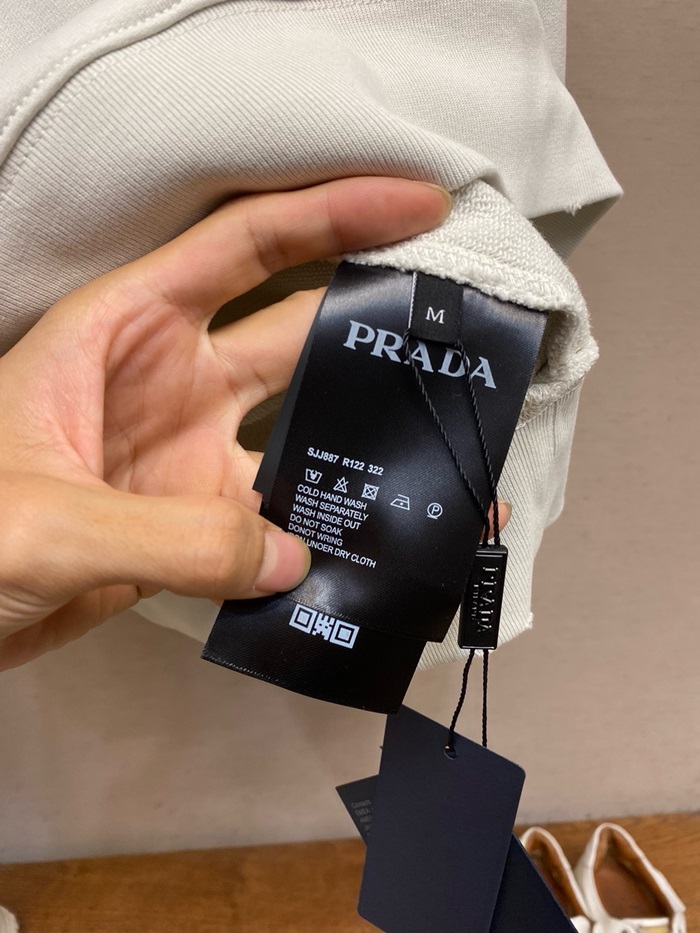 M
PRADA
SJJ887 R122 322
COLD HAND WASH
WASH SEPARATELY
WASH INSIDE OUT
DO NOT SOAK
DONOT WRING
UNOER DRY CLOTH
PRADA